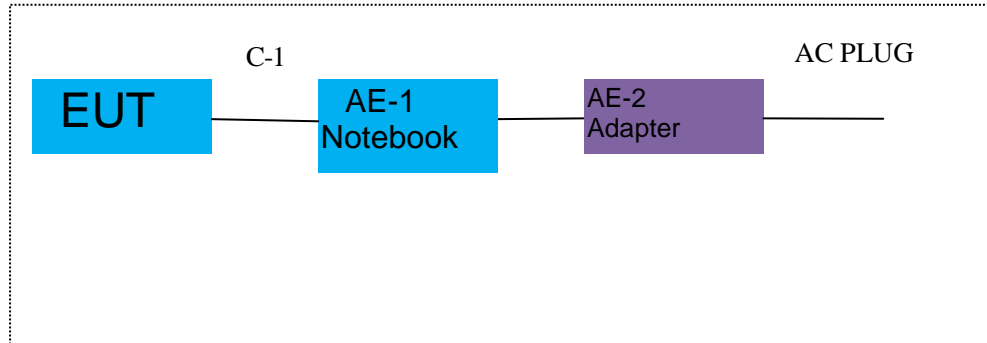 C-1
AC PLUG
EUT
AE-1
Notebook
AE-2
Adapter